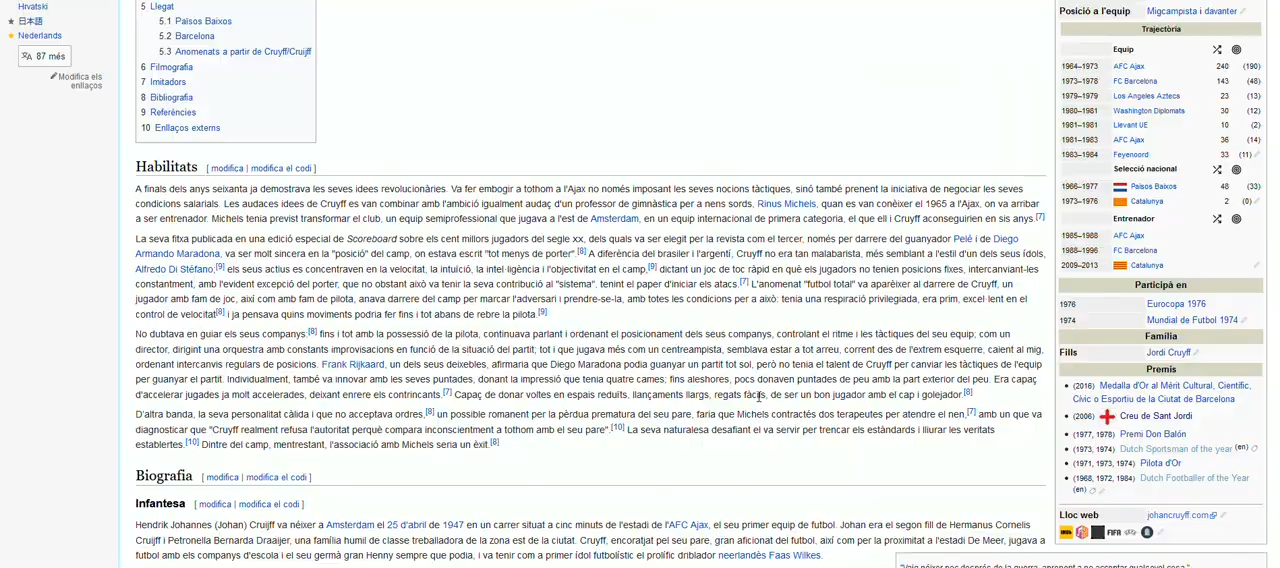 Hrvatski
日本語
Nederlands
87 més
Modifica els
enllaços
5 Llegat
5.1 Països Baixos
5.2 Barcelona
5.3 Anomenats a partir de Cruyff/Cruijff
6 Filmografia
7 Imitadors
8 Bibliografia
9 Referències
10 Enllaços externs
Habilitats [ modifica | modifica el codi ]
A finals dels anys seixanta ja demostrava les seves idees revolucionàries. Va fer embogir a tothom a l'Ajax no només imposant les seves nocions tàctiques, sinó també prenent la iniciativa de negociar les seves
condicions salarials. Les audaces idees de Cruyff es van combinar amb l'ambició igualment audaç d'un professor de gimnàstica per a nens sords, Rinus Michels, quan es van conèixer el 1965 a l'Ajax, on va arribar
a ser entrenador. Michels tenia previst transformar el club, un equip semiprofessional que jugava a l'est de Amsterdam, en un equip internacional de primera categoria, el que ell i Cruyff aconseguirien en sis anys.[7]
La seva fitxa publicada en una edició especial de Scoreboard sobre els cent millors jugadors del segle xx, dels quals va ser elegit per la revista com el tercer, només per darrere del guanyador Pelé i de Diego
Armando Maradona, va ser molt sincera en la "posició" del camp, on estava escrit "tot menys de porter".[8] A diferència del brasiler i l'argentí, Cruyff no era tan malabarista, més semblant a l'estil d'un dels seus ídols,
Alfredo Di Stéfano;[9] els seus actius es concentraven en la velocitat, la intuïció, la intel·ligència i l'objectivitat en el camp,[9] dictant un joc de toc ràpid en què els jugadors no tenien posicions fixes, intercanviant-les
constantment, amb l'evident excepció del porter, que no obstant això va tenir la seva contribució al "sistema". tenint el paper d'iniciar els atacs.[7] L'anomenat "futbol total" va aparèixer al darrere de Cruyff, un
jugador amb fam de joc, així com amb fam de pilota, anava darrere del camp per marcar l'adversari i prendre-se-la, amb totes les condicions per a això: tenia una respiració privilegiada, era prim, excel·lent en el
control de velocitat[8] i ja pensava quins moviments podria fer fins i tot abans de rebre la pilota.[9]
No dubtava en guiar els seus companys:[8] fins i tot amb la possessió de la pilota, continuava parlant i ordenant el posicionament dels seus companys, controlant el ritme i les tàctiques del seu equip; com un
director, dirigint una orquestra amb constants improvisacions en funció de la situació del partit; tot i que jugava més com un centreampista, semblava estar a tot arreu, corrent des de l'extrem esquerre, caient al mig,
ordenant intercanvis regulars de posicions. Frank Rijkaard, un dels seus deixebles, afirmaria que Diego Maradona podia guanyar un partit tot sol, però no tenia el talent de Cruyff per canviar les tàctiques de l'equip
per guanyar el partit. Individualment, també va innovar amb les seves puntades, donant la impressió que tenia quatre cames; fins aleshores, pocs donaven puntades de peu amb la part exterior del peu. Era capaç
d'accelerar jugades ja molt accelerades, deixant enrere els contrincants.[7] Capaç de donar voltes en espais reduïts, llançaments llargs, regats fàcils, de ser un bon jugador amb el cap i golejador.[8]
D'altra banda, la seva personalitat càlida i que no acceptava ordres,[8] un possible romanent per la pèrdua prematura del seu pare, faria que Michels contractés dos terapeutes per atendre el nen,[7] amb un que va
diagnosticar que "Cruyff realment refusa l'autoritat perquè compara inconscientment a tothom amb el seu pare".[10] La seva naturalesa desafiant el va servir per trencar els estàndards i lliurar les veritats
establertes.[10] Dintre del camp, mentrestant, l'associació amb Michels seria un èxit.[8]
Biografia [ modifica | modifica el codi ]
Infantesa [ modifica | modifica el codi ]
Hendrik Johannes (Johan) Cruijff va néixer a Amsterdam el 25 d'abril de 1947 en un carrer situat a cinc minuts de l'estadi de l'AFC Ajax, el seu primer equip de futbol. Johan era el segon fill de Hermanus Cornelis
Cruijff i Petronella Bernarda Draaijer, una família humil de classe treballadora de la zona est de la ciutat. Cruyff, encoratjat pel seu pare, gran aficionat del futbol, així com per la proximitat a l'estadi De Meer, jugava a
futbol amb els companys d'escola i el seu germà gran Henny sempre que podia, i va tenir com a primer ídol futbolístic el prolífic driblador neerlandès Faas Wilkes.
Posició a l'equip Migcampista i davanter
Trajectòria
Equip
1964–1973 AFC Ajax 240 (190)
1973–1978 FC Barcelona 143 (48)
1979–1979 Los Angeles Aztecs 23 (13)
1980–1981 Washington Diplomats 30 (12)
1981–1981 Llevant UE 10 (2)
1981–1983 AFC Ajax 36 (14)
1983–1984 Feyenoord 33 (11)
Selecció nacional
1966–1977 Països Baixos 48 (33)
1973–1976 Catalunya 2 (0)
Entrenador
1985–1988 AFC Ajax
1988–1996 FC Barcelona
2009–2013 Catalunya
Participà en
1976 Eurocopa 1976
1974 Mundial de Futbol 1974
Família
Fills Jordi Cruyff
Premis
(2016) Medalla d'Or al Mèrit Cultural, Científic,
Cívic o Esportiu de la Ciutat de Barcelona
(2006) Creu de Sant Jordi
(1977, 1978) Premi Don Balón
(1973, 1974) Dutch Sportsman of the year (en)
(1971, 1973, 1974) Pilota d'Or
(1968, 1972, 1984) Dutch Footballer of the Year
(en)
Lloc web johancruyff.com
FIFA